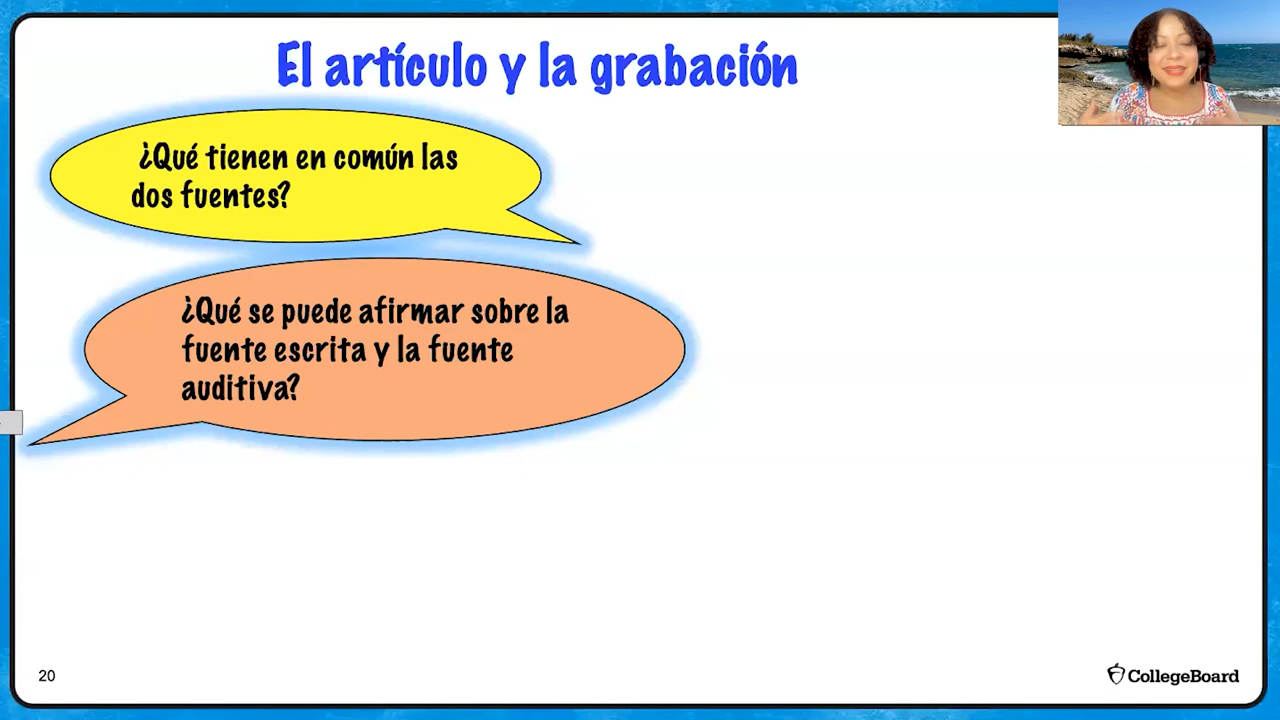 El artículo y la grabación
¿Qué tienen en común las
dos fuentes?
¿Qué se puede afirmar sobre la
fuente escrita y la fuente
auditiva?
20
CollegeBoard